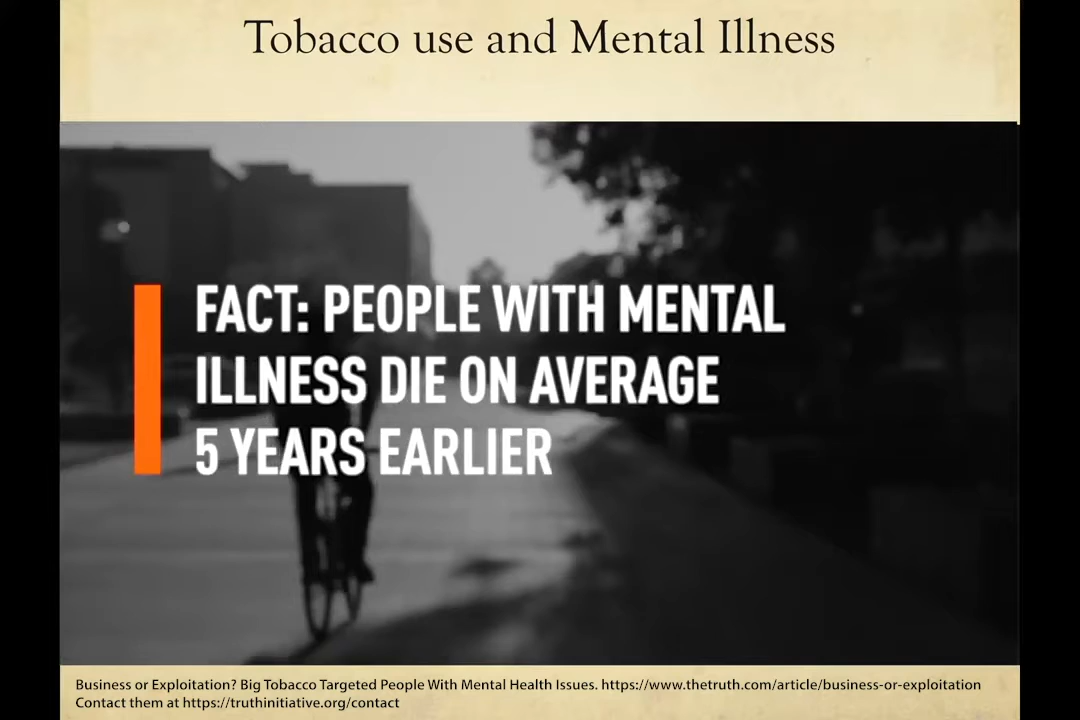 Tobacco use and Mental Illness
FACT: PEOPLE WITH MENTAL
ILLNESS DIE ON AVERAGE
5 YEARS EARLIER
Business or Exploitation? Big Tobacco Targeted People With Mental Health Issues. https://www.thetruth.com/article/business-or-exploitation
Contact them at https://truthinitiative.org/contact